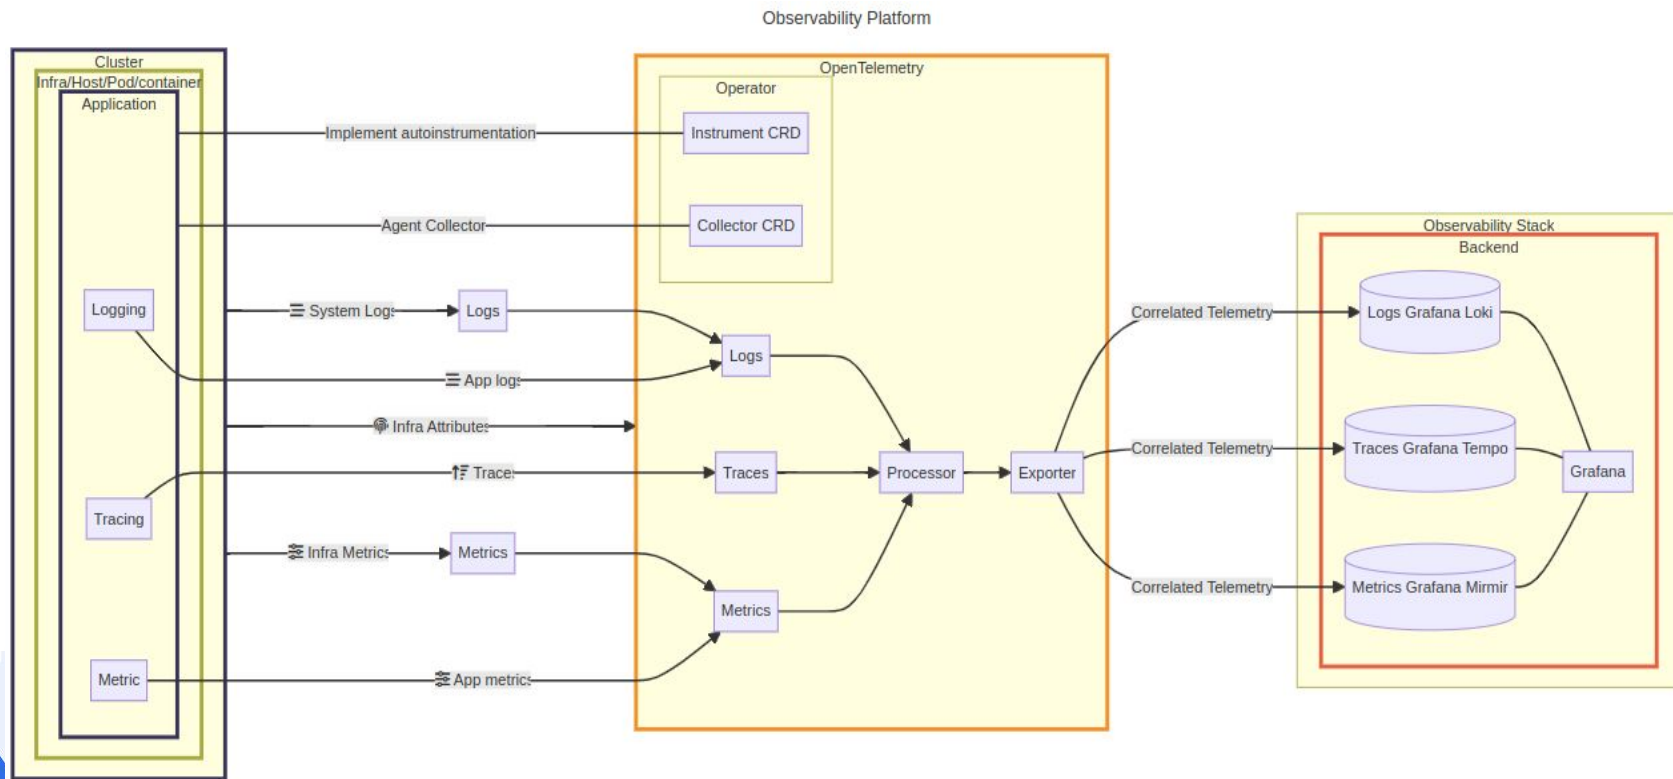 Observability Platform
Cluster
Infra/Host/Pod/container
Application
Logging
Tracing
Metric
Implement autoinstrumentation
Agent Collector
System Logs
Logs
App logs
Infra Attributes
Trace
Infra Metrics
Metrics
App metrics
OpenTelemetry
Operator
Instrument CRD
Collector CRD
Logs
Traces
Metrics
Processor
Exporter
Correlated Telemetry
Correlated Telemetry
Correlated Telemetry
Observability Stack
Backend
Logs Grafana Loki
Traces Grafana Tempo
Metrics Grafana Mirmir
Grafana